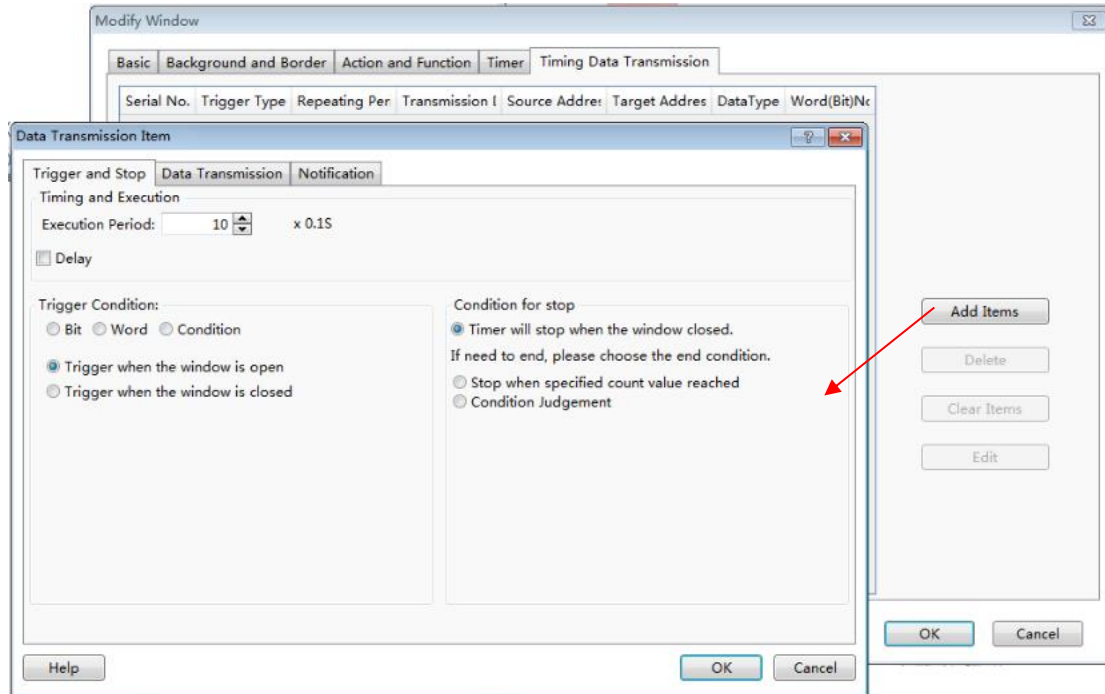 Modify Window
Basic Background and Border Action and Function Timer Timing Data Transmission
Serial No. Trigger Type Repeating Per Transmission I Source Addres Target Addres DataType Word(Bit)No
Data Transmission Item
Trigger and Stop Data Transmission Notification
Timing and Execution
Execution Period: 10 x 0.1S
Delay
Trigger Condition:
Bit Word Condition
Trigger when the window is open
Trigger when the window is closed
Condition for stop
Timer will stop when the window closed.
If need to end, please choose the end condition.
Stop when specified count value reached
Condition Judgement
Add Items
Delete
Clear Items
Edit
OK Cancel
Help OK Cancel